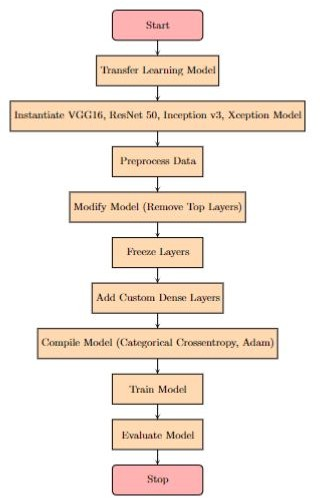 Start
Transfer Learning Model
Instantiate VGG16, ResNet 50, Inception v3, Xception Model
Preprocess Data
Modify Model (Remove Top Layers)
Freeze Layers
Add Custom Dense Layers
Compile Model (Categorical Crossentropy, Adam)
Train Model
Evaluate Model
Stop